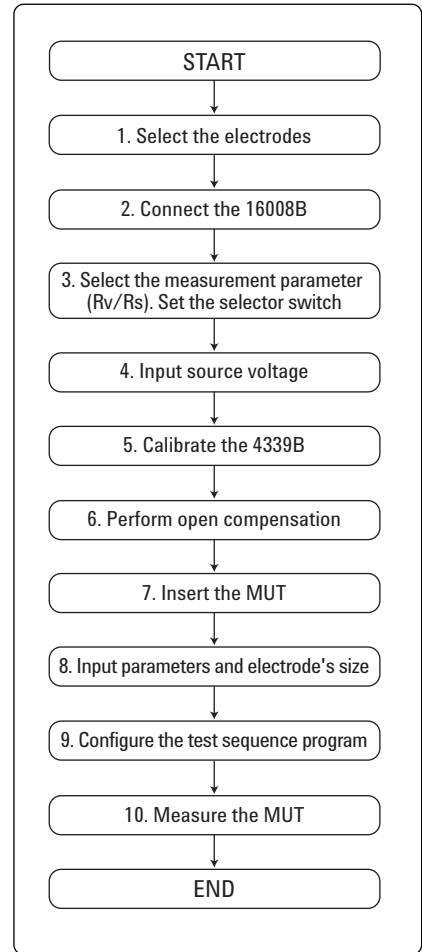 START
1. Select the electrodes
2. Connect the 16008B
3. Select the measurement parameter
(Rv/Rs). Set the selector switch
4. Input source voltage
5. Calibrate the 4339B
6. Perform open compensation
7. Insert the MUT
8. Input parameters and electrode's size
9. Configure the test sequence program
10. Measure the MUT
END